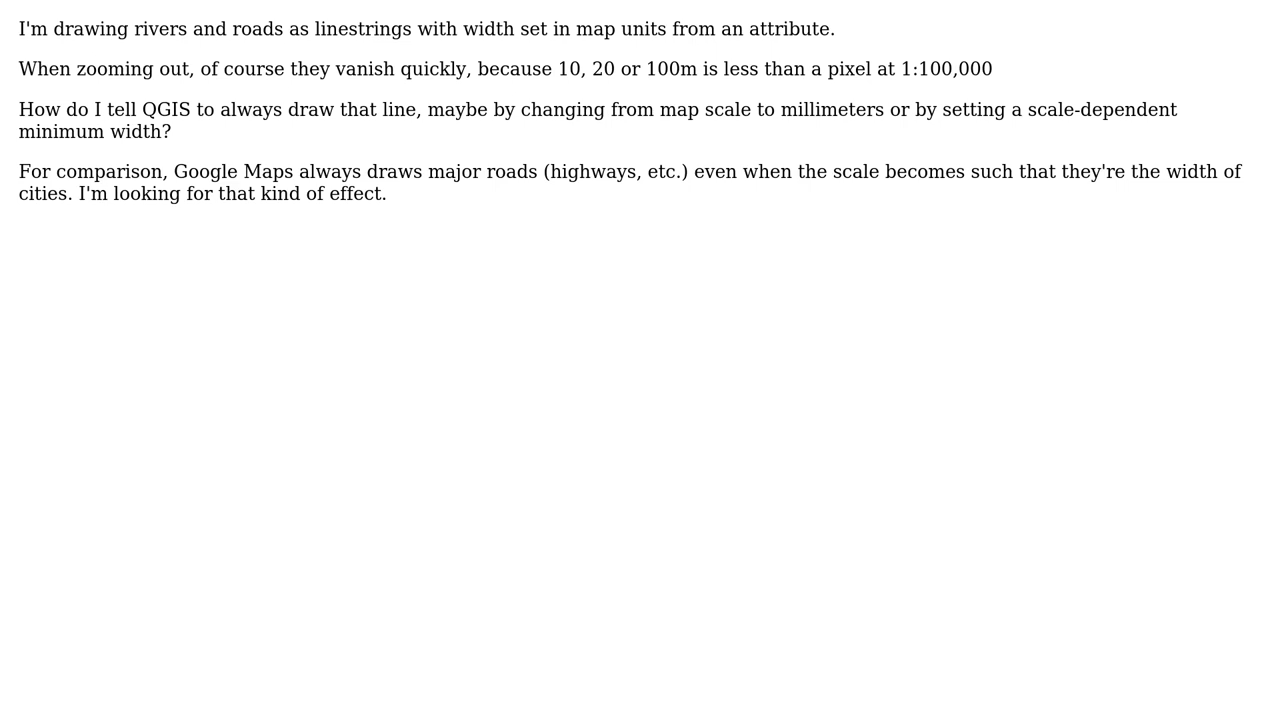 I'm drawing rivers and roads as linestrings with width set in map units from an attribute.
When zooming out, of course they vanish quickly, because 10, 20 or 100m is less than a pixel at 1:100,000
How do I tell QGIS to always draw that line, maybe by changing from map scale to millimeters or by setting a scale-dependent
minimum width?
For comparison, Google Maps always draws major roads (highways, etc.) even when the scale becomes such that they're the width of
cities. I'm looking for that kind of effect.